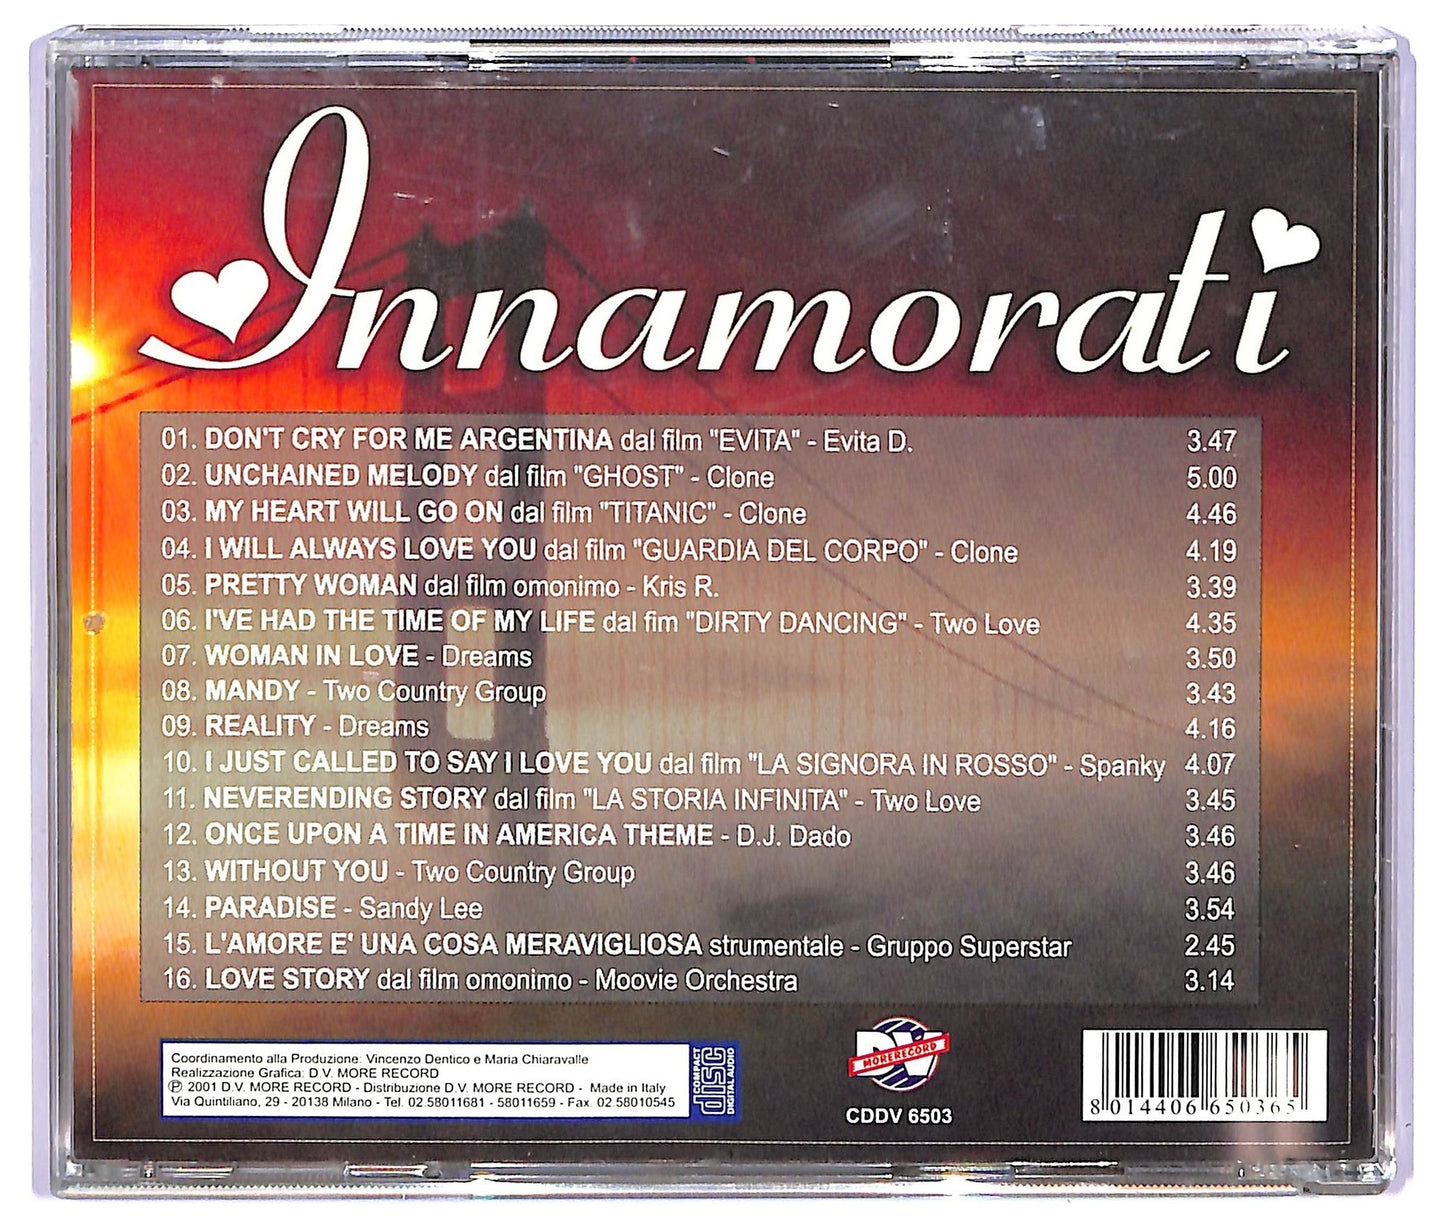 Innamorati
01. DON'T CRY FOR ME ARGENTINA dal film "EVITA" - Evita D. 3.47
02. UNCHAINED MELODY dal film "GHOST" - Clone 5.00
03. MY HEART WILL GO ON dal film "TITANIC" - Clone 4.46
04. I WILL ALWAYS LOVE YOU dal film "GUARDIA DEL CORPO" - Clone 4.19
05. PRETTY WOMAN dal film omonimo - Kris R. 3.39
06. I'VE HAD THE TIME OF MY LIFE dal fim "DIRTY DANCING" - Two Love 4.35
07. WOMAN IN LOVE - Dreams 3.50
08. MANDY - Two Country Group 3.43
09. REALITY - Dreams 4.16
10. I JUST CALLED TO SAY I LOVE YOU dal film "LA SIGNORA IN ROSSO" - Spanky 4.07
11. NEVERENDING STORY dal film "LA STORIA INFINITA" - Two Love 3.45
12. ONCE UPON A TIME IN AMERICA THEME - D.J. Dado 3.46
13. WITHOUT YOU - Two Country Group 3.46
14. PARADISE - Sandy Lee 3.54
15. L'AMORE E' UNA COSA MERAVIGLIOSA strumentale - Gruppo Superstar 2.45
16. LOVE STORY dal film omonimo - Moovie Orchestra 3.14
Coordinamento alla Produzione: Vincenzo Dentico e Maria Chiaravalle
Realizzazione Grafica: D.V. MORE RECORD
℗ 2001 D.V. MORE RECORD - Distribuzione D.V. MORE RECORD - Made in Italy
Via Quintiliano, 29 - 20138 Milano - Tel. 02.58011681 - 58011659 - Fax. 02.58010545
COMPACT
disc
DIGITAL AUDIO
DV
MORE RECORD
CDDV 6503
8 014406 650365